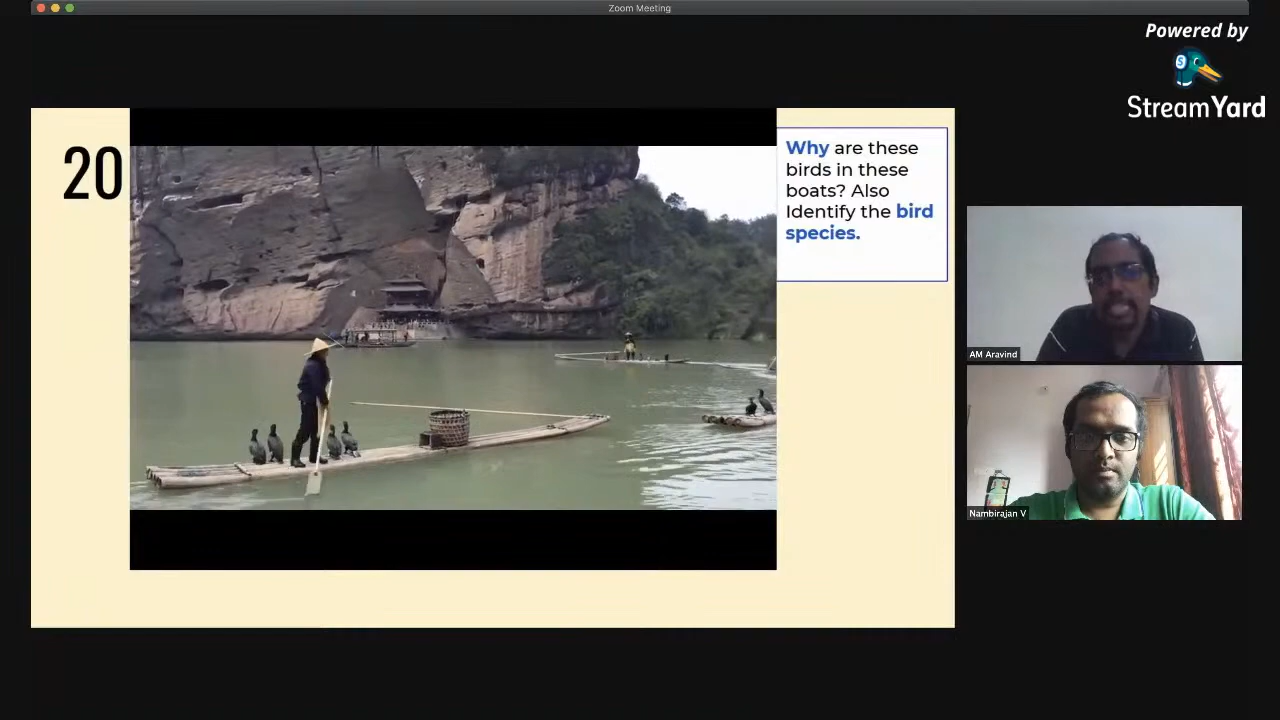 Zoom Meeting
Powered by
StreamYard
20
Why are these
birds in these
boats? Also
Identify the bird
species.
AM Aravind
Nambirajan V